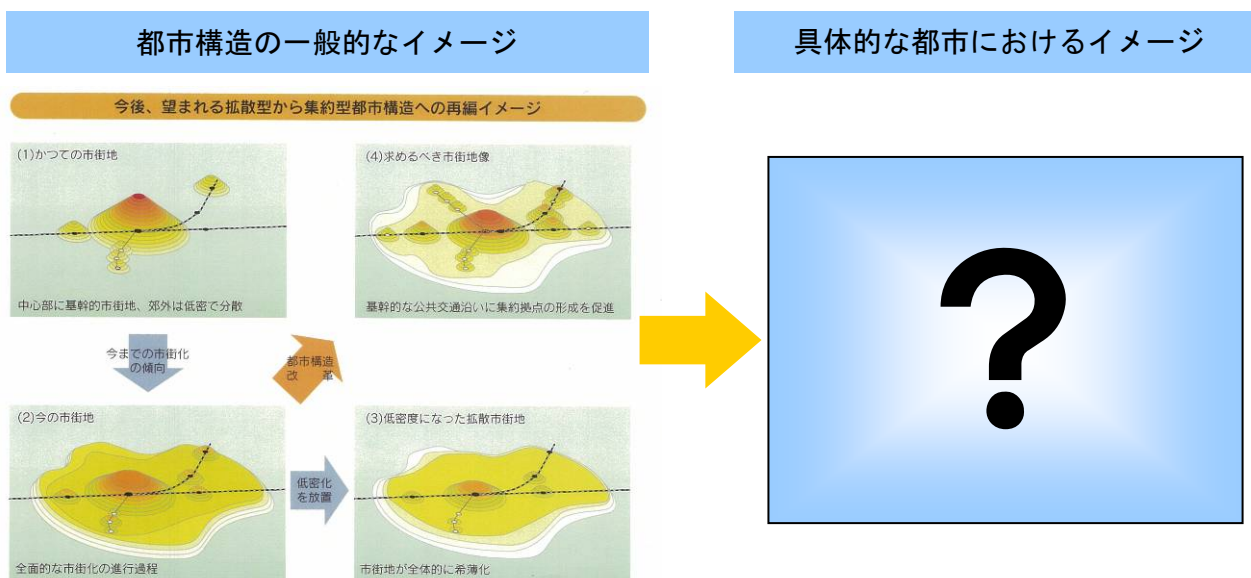 都市構造の一般的なイメージ
具体的な都市におけるイメージ
今後、望まれる拡散型から集約型都市構造への再編イメージ
(1)かつての市街地
中心部に基幹的市街地、郊外は低密で分散
(4)求めるべき市街地像
基幹的な公共交通沿いに集約拠点の形成を促進
今までの市街化
の傾向
都市構造
改　革
(2)今の市街地
全面的な市街化の進行過程
低密化
を放置
(3)低密度になった拡散市街地
市街地が全体的に希薄化
?